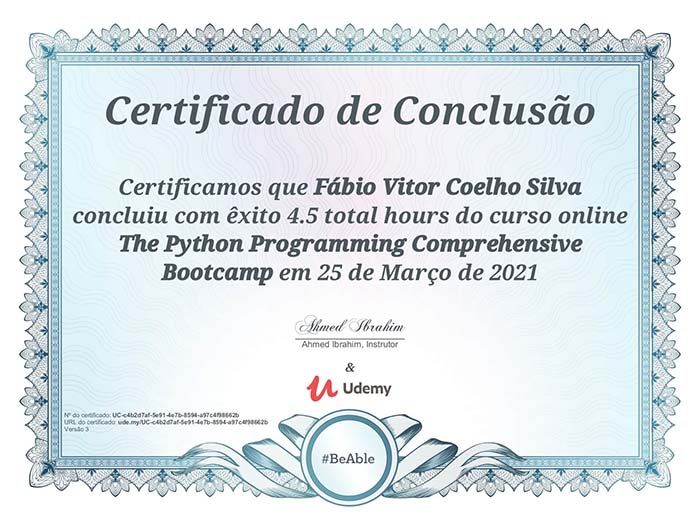 Certificado de Conclusão
Certificamos que Fábio Vitor Coelho Silva
concluiu com êxito 4.5 total hours do curso online
The Python Programming Comprehensive
Bootcamp em 25 de Março de 2021
Ahmed Ibrahim
Ahmed Ibrahim, Instrutor
&
Udemy
Nº do certificado: UC-c4b2d7af-5e91-4e7b-8594-a97c4f98662b
URL do certificado: ude.my/UC-c4b2d7af-5e91-4e7b-8594-a97c4f98662b
Versão 3
#BeAble